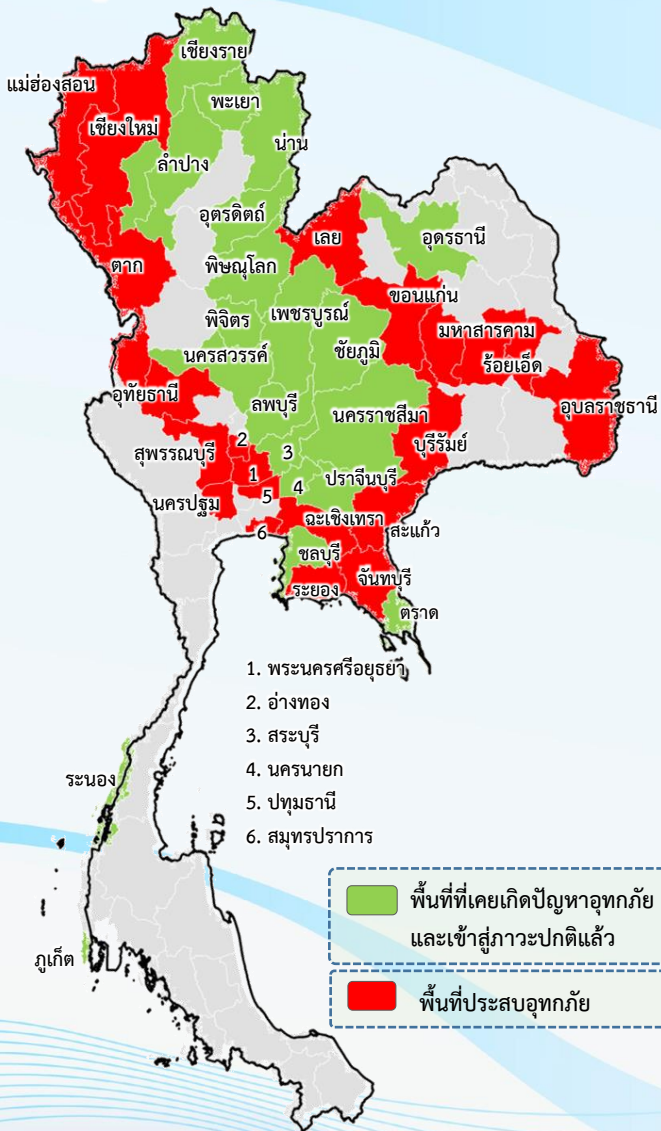 เชียงราย
แม่ฮ่องสอน
พะเยา
เชียงใหม่
น่าน
ลำปาง
อุตรดิตถ์
เลย
อุดรธานี
ตาก
พิษณุโลก
ขอนแก่น
พิจิตร
เพชรบูรณ์
มหาสารคาม
นครสวรรค์
ชัยภูมิ
ร้อยเอ็ด
อุทัยธานี
ลพบุรี
นครราชสีมา
อุบลราชธานี
2
บุรีรัมย์
สุพรรณบุรี
3
1
ปราจีนบุรี
4
5
นครปฐม
ฉะเชิงเทรา
6
สะแก้ว
ชลบุรี
จันทบุรี
ระยอง
ตราด
1. พระนครศรีอยุธยา
2. อ่างทอง
3. สระบุรี
4. นครนายก
5. ปทุมธานี
6. สมุทรปราการ
ระนอง
ภูเก็ต
พื้นที่ที่เคยเกิดปัญหาอุทกภัย
และเข้าสู่ภาวะปกติแล้ว
พื้นที่ประสบอุทกภัย